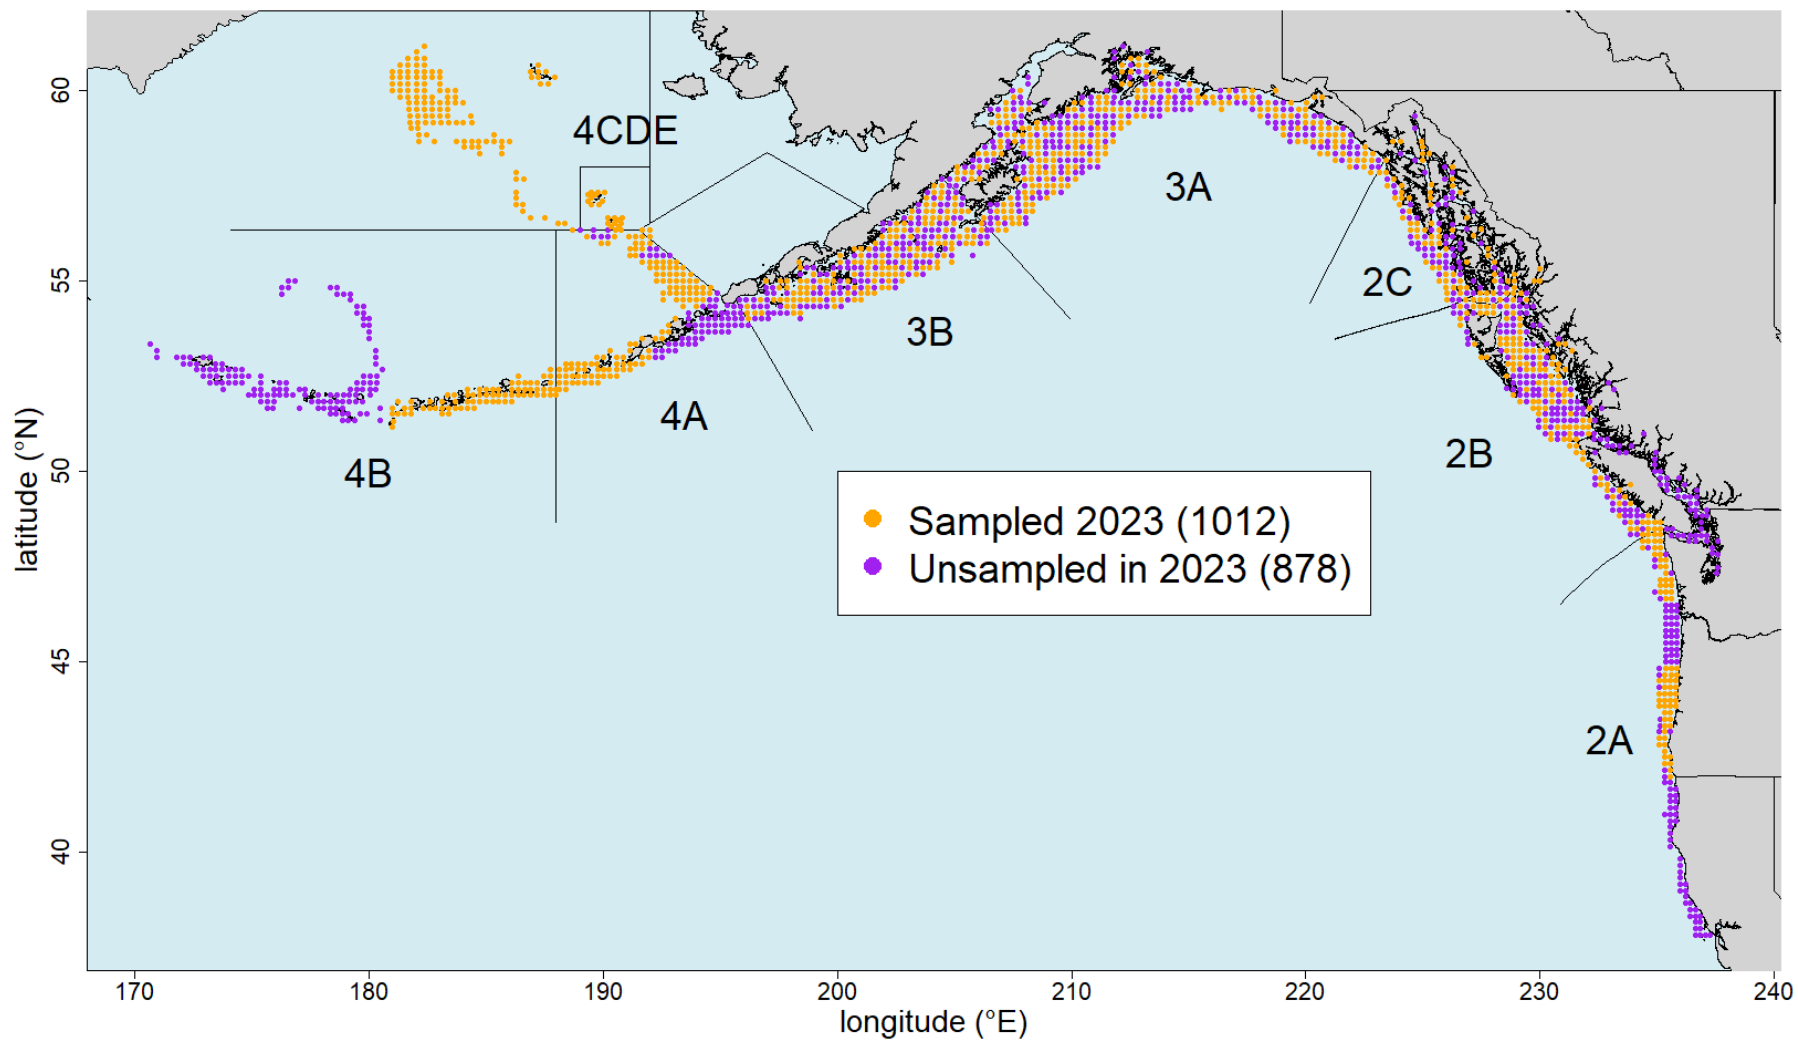 4CDE
3A
2C
3B
4A
4B
2B
2A
Sampled 2023 (1012)
Unsampled in 2023 (878)
60
55
50
45
40
latitude (°N)
170
180
190
200
210
220
230
240
longitude (°E)